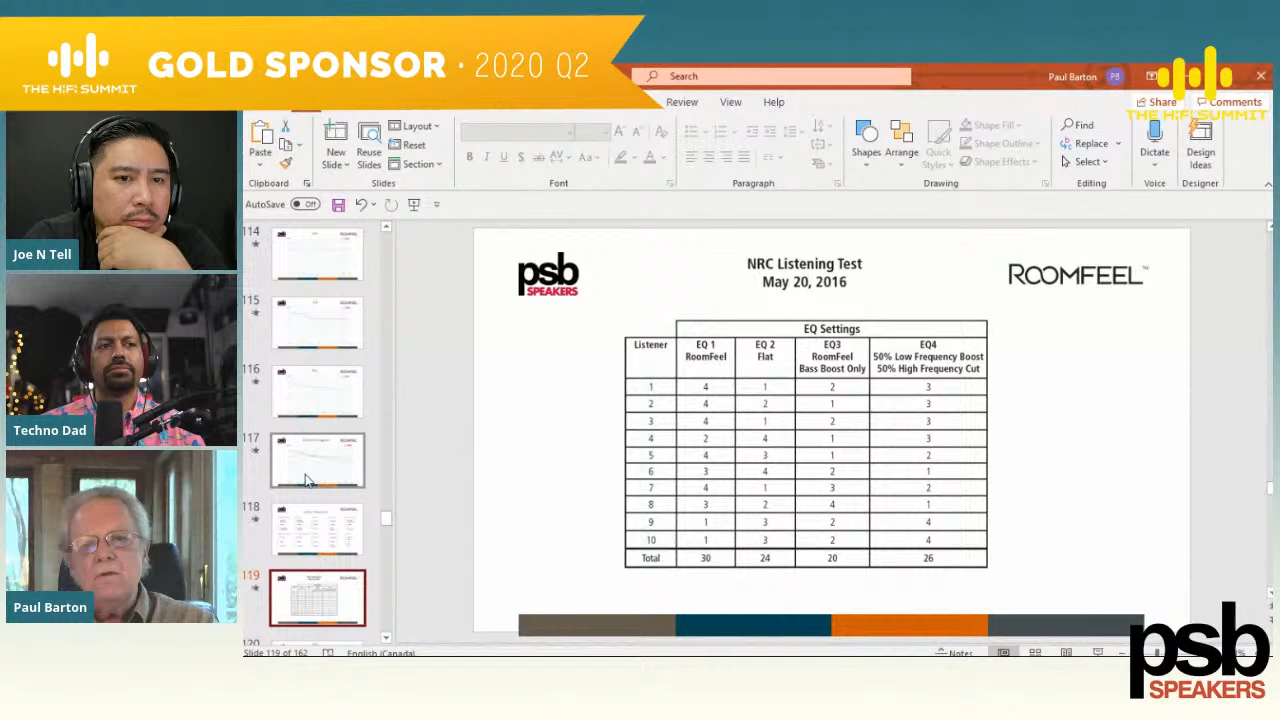 THE HIFI SUMMIT
GOLD SPONSOR · 2020 Q2
Search
Paul Barton
PB
THE HIFI SUMMIT
Review
View
Help
Share
Comments
Paste
New
Slide
Reuse
Slides
Layout
Reset
Section
B
I
U
S
ab
AV
Aa
A
Shapes
Arrange
Quick
Styles
Shape Fill
Shape Outline
Shape Effects
Find
Replace
Select
Dictate
Design
Ideas
Clipboard
Slides
Font
Paragraph
Drawing
Editing
Voice
Designer
AutoSave
Off
Joe N Tell
Techno Dad
Paul Barton
114
115
116
117
118
119
120
psb
SPEAKERS
NRC Listening Test
May 20, 2016
ROOMFEEL™
EQ Settings
Listener EQ 1 RoomFeel EQ 2 Flat EQ3 RoomFeel Bass Boost Only EQ4 50% Low Frequency Boost 50% High Frequency Cut
1 4 1 2 3
2 4 2 1 3
3 4 1 2 3
4 2 4 1 3
5 4 3 1 2
6 3 4 2 1
7 4 1 3 2
8 3 2 4 1
9 1 3 2 4
10 1 3 2 4
Total 30 24 20 26
Slide 119 of 162
English (Canada)
Notes
psb
SPEAKERS